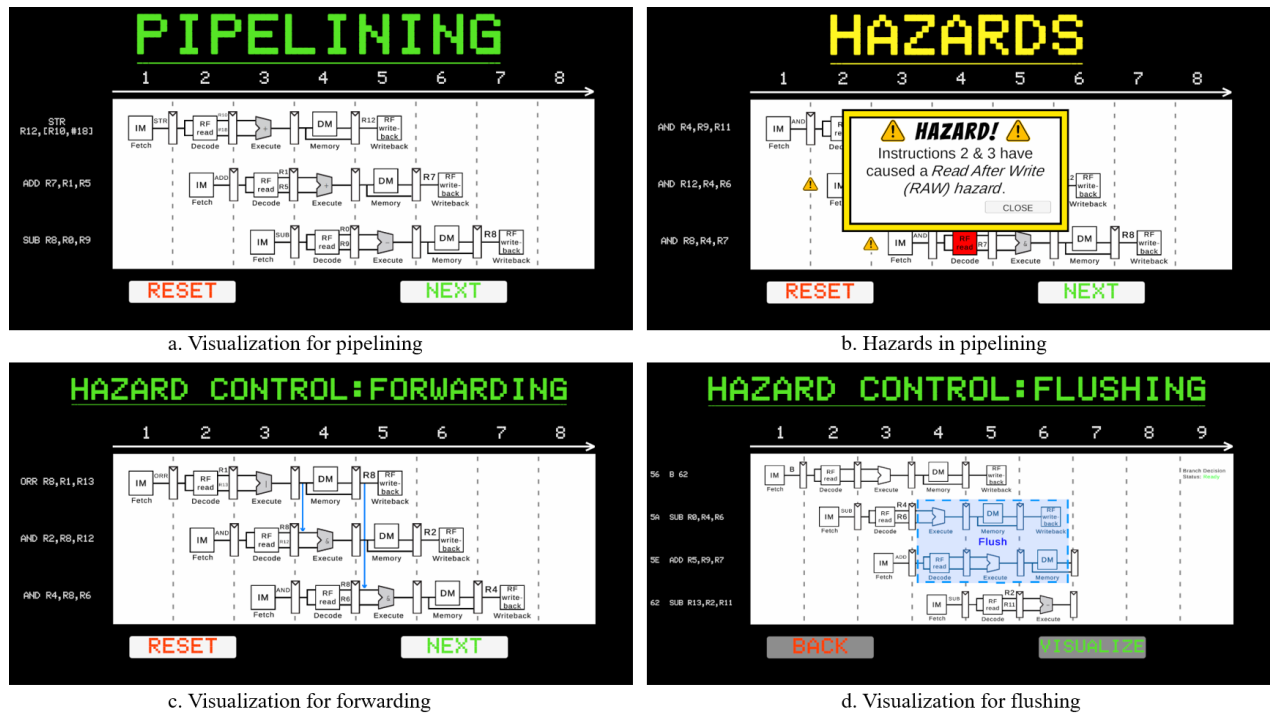 PIPELINING
1 2 3 4 5 6 7 8
STR
R12,[R10,#18]
IM STR RF read R10 R10 + DM R12 RF write-back
Fetch Decode Execute Memory Writeback
ADD R7,R1,R5
IM ADD RF read R1 R5 + DM R7 RF write-back
Fetch Decode Execute Memory Writeback
SUB R8,R0,R9
IM SUB RF read R0 R9 - DM R8 RF write-back
Fetch Decode Execute Memory Writeback
RESET NEXT
a. Visualization for pipelining
HAZARDS
1 2 3 4 5 6 7 8
AND R4,R9,R11
IM AND
Fetch
HAZARD!
Instructions 2 & 3 have
caused a Read After Write
(RAW) hazard.
CLOSE
AND R12,R4,R6
RF write-back
Writeback
AND R8,R4,R7
IM AND RF read R7 & DM R8 RF write-back
Fetch Decode Execute Memory Writeback
RESET NEXT
b. Hazards in pipelining
HAZARD CONTROL:FORWARDING
1 2 3 4 5 6 7 8
ORR R8,R1,R13
IM ORR RF read R1 R13 | DM R8 RF write-back
Fetch Decode Execute Memory Writeback
AND R2,R8,R12
IM AND RF read R8 R12 & DM R2 RF write-back
Fetch Decode Execute Memory Writeback
AND R4,R8,R6
IM AND RF read R8 R6 & DM R4 RF write-back
Fetch Decode Execute Memory Writeback
RESET NEXT
c. Visualization for forwarding
HAZARD CONTROL:FLUSHING
1 2 3 4 5 6 7 8 9
56 B 62
IM B RF read DM RF write-back
Fetch Decode Execute Memory Writeback
Branch Decision
Status: Ready
5A SUB R0,R4,R6
IM SUB RF read R4 R6 DM RF write-back
Fetch Decode Execute Memory Writeback
Flush
5E ADD R5,R9,R7
IM ADD RF read DM
Fetch Decode Execute Memory
62 SUB R13,R2,R11
IM SUB RF read R2 R11 -
Fetch Decode Execute
BACK VISUALIZE
d. Visualization for flushing